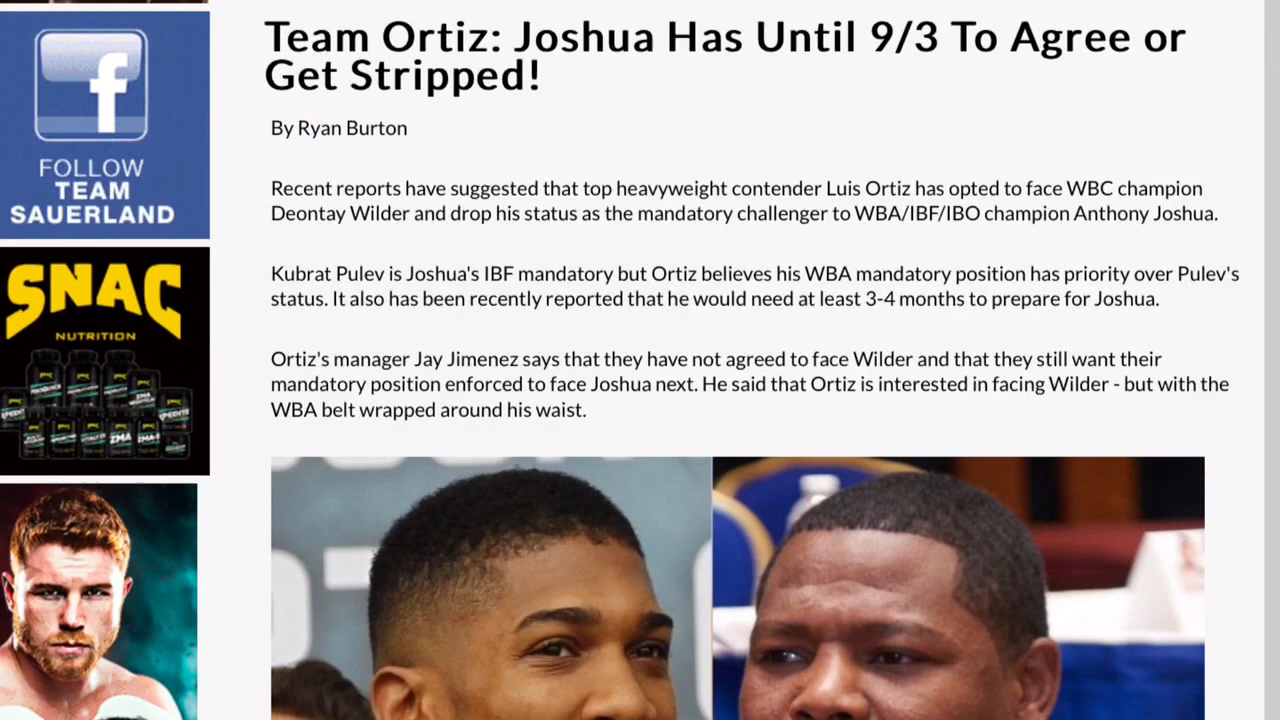 Team Ortiz: Joshua Has Until 9/3 To Agree or
Get Stripped!
By Ryan Burton
Recent reports have suggested that top heavyweight contender Luis Ortiz has opted to face WBC champion
Deontay Wilder and drop his status as the mandatory challenger to WBA/IBF/IBO champion Anthony Joshua.
Kubrat Pulev is Joshua's IBF mandatory but Ortiz believes his WBA mandatory position has priority over Pulev's
status. It also has been recently reported that he would need at least 3-4 months to prepare for Joshua.
Ortiz's manager Jay Jimenez says that they have not agreed to face Wilder and that they still want their
mandatory position enforced to face Joshua next. He said that Ortiz is interested in facing Wilder - but with the
WBA belt wrapped around his waist.
f
FOLLOW
TEAM
SAUERLAND
SNAC
NUTRITION
ZMA
ZMA